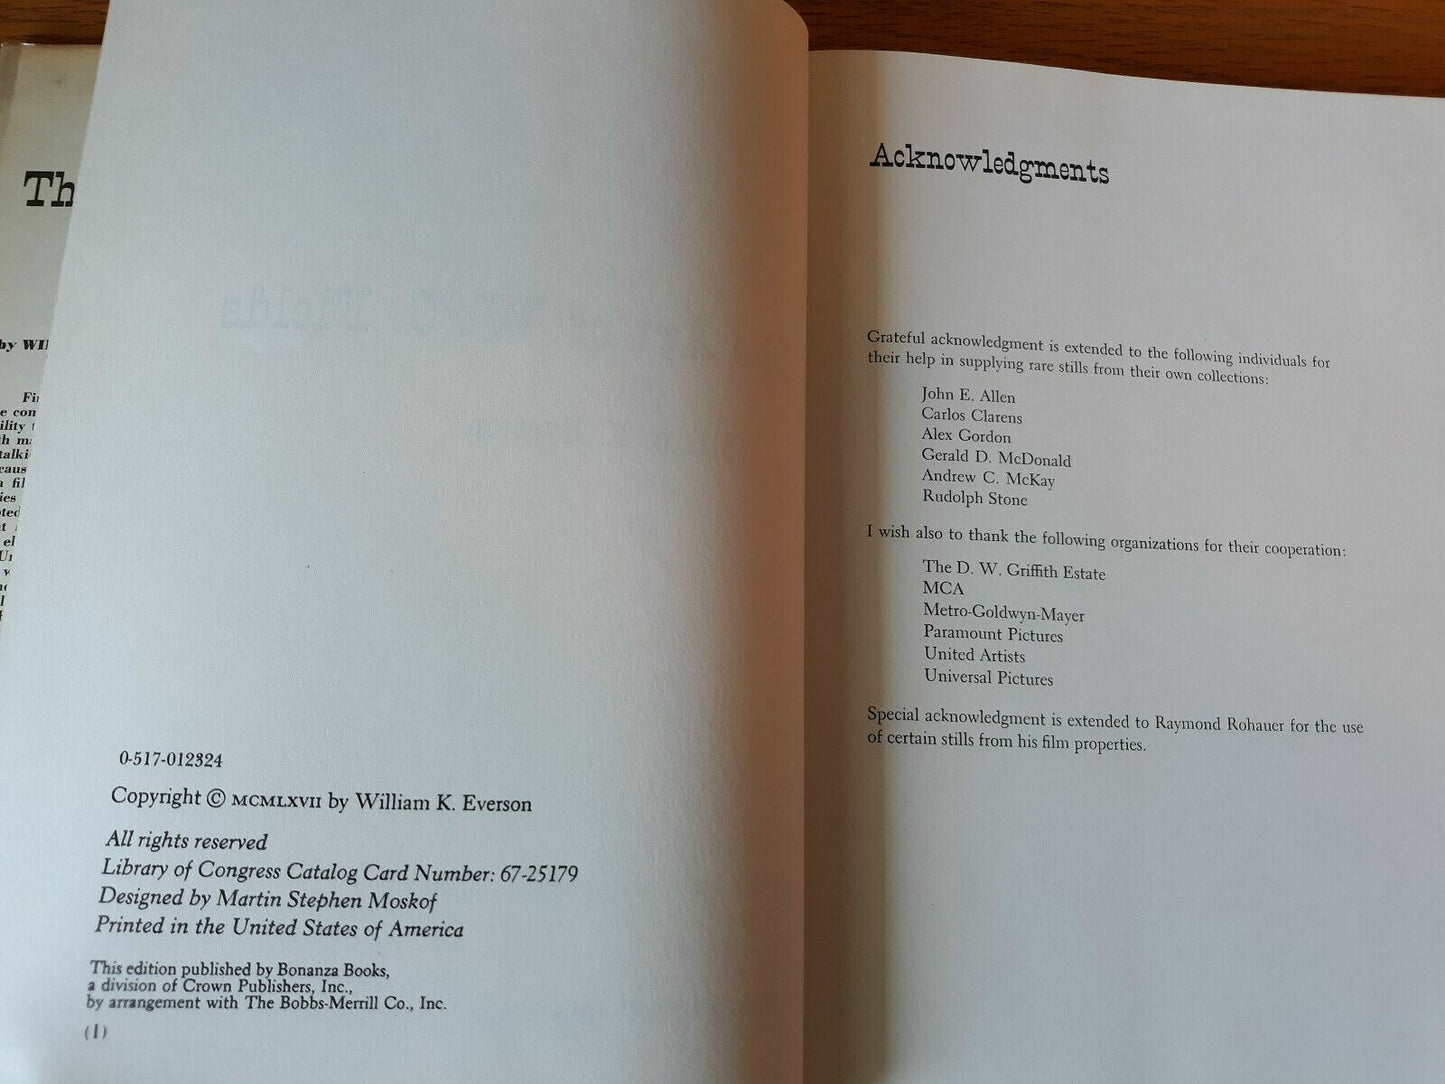 Th
by WI
0-517-012324
Copyright © MCMLXVII by William K. Everson
All rights reserved
Library of Congress Catalog Card Number: 67-25179
Designed by Martin Stephen Moskof
Printed in the United States of America
This edition published by Bonanza Books,
a division of Crown Publishers, Inc.,
by arrangement with The Bobbs-Merrill Co., Inc.
(1)
Acknowledgments
Grateful acknowledgment is extended to the following individuals for
their help in supplying rare stills from their own collections:
John E. Allen
Carlos Clarens
Alex Gordon
Gerald D. McDonald
Andrew C. McKay
Rudolph Stone
I wish also to thank the following organizations for their cooperation:
The D. W. Griffith Estate
MCA
Metro-Goldwyn-Mayer
Paramount Pictures
United Artists
Universal Pictures
Special acknowledgment is extended to Raymond Rohauer for the use
of certain stills from his film properties.